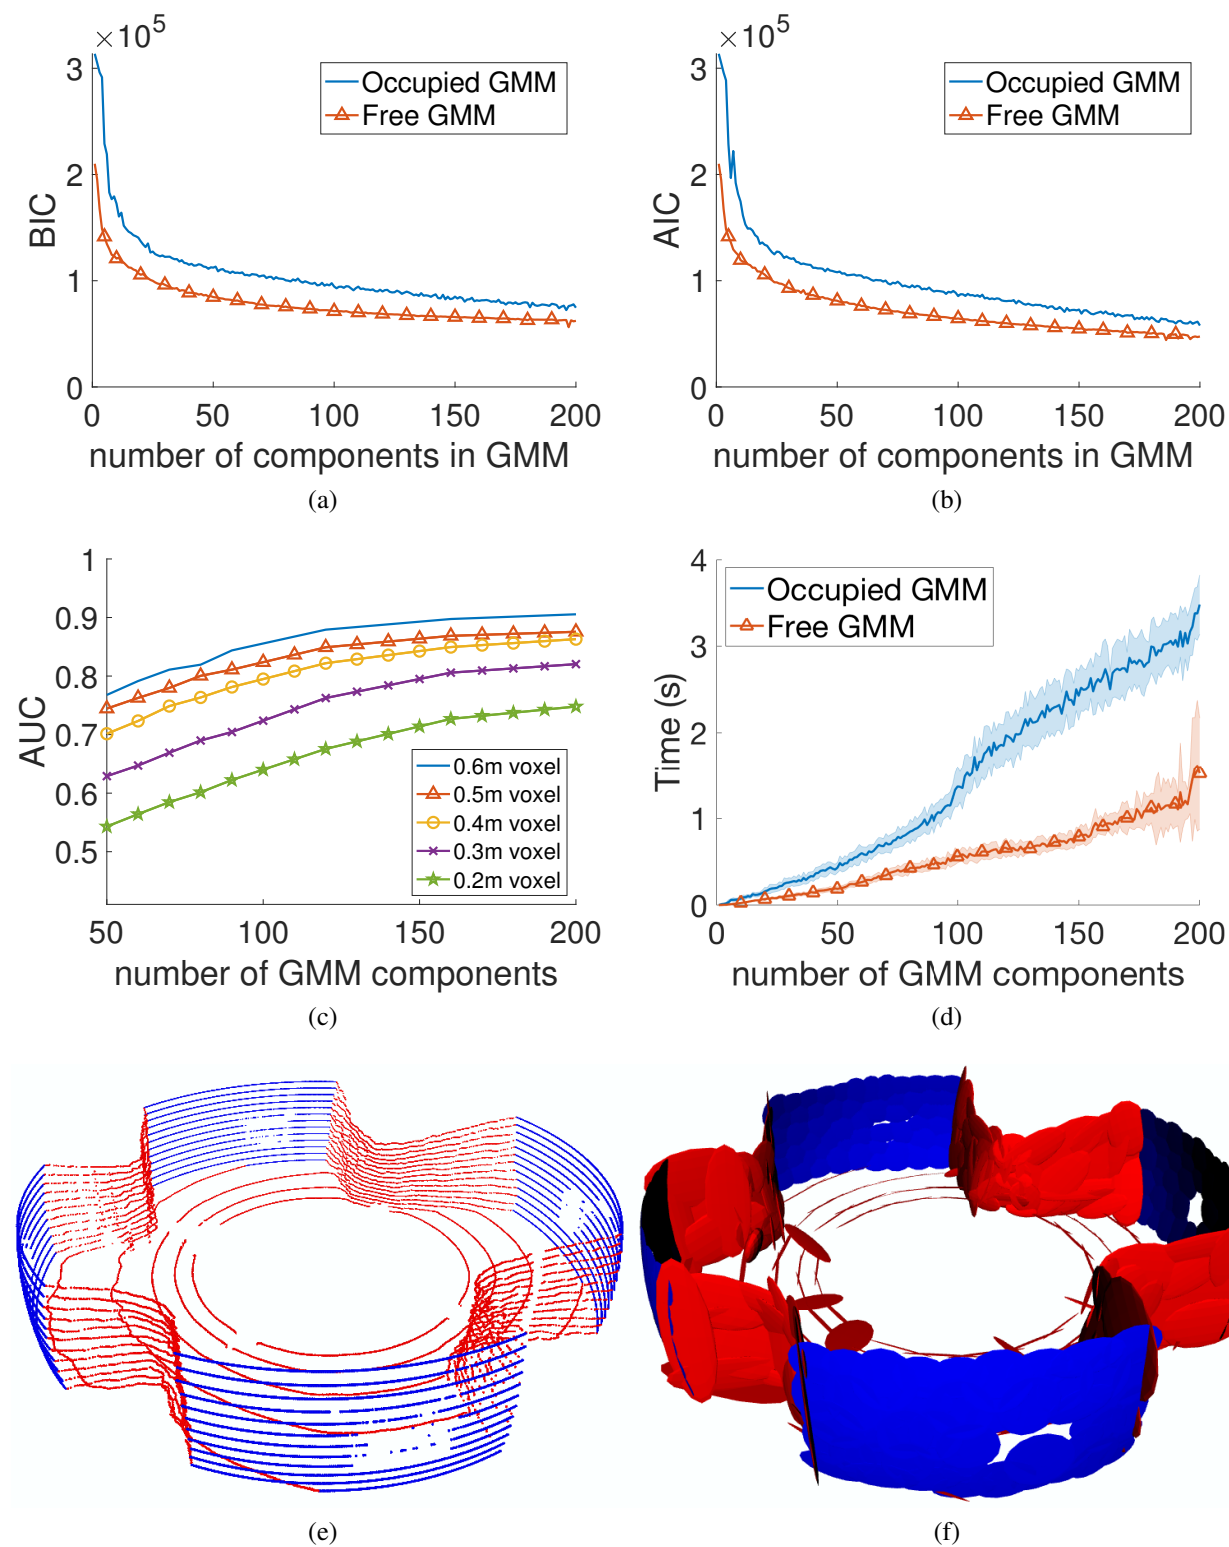 ×10^5
3
2
1
0
BIC
Occupied GMM
Free GMM
0 50 100 150 200
number of components in GMM
(a)
×10^5
3
2
1
0
AIC
Occupied GMM
Free GMM
0 50 100 150 200
number of components in GMM
(b)
1
0.9
0.8
0.7
0.6
0.5
AUC
0.6m voxel
0.5m voxel
0.4m voxel
0.3m voxel
0.2m voxel
50 100 150 200
number of GMM components
(c)
4
3
2
1
0
Time (s)
Occupied GMM
Free GMM
0 50 100 150 200
number of GMM components
(d)
(e)
(f)